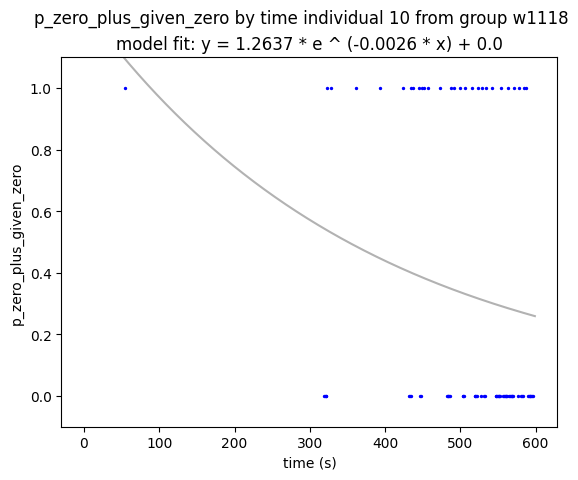 p_zero_plus_given_zero by time individual 10 from group w1118
model fit: y = 1.2637 * e ^ (-0.0026 * x) + 0.0
p_zero_plus_given_zero
1.0
0.8
0.6
0.4
0.2
0.0
0 100 200 300 400 500 600
time (s)